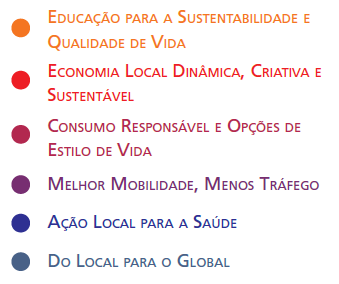 Educação para a Sustentabilidade e
Qualidade de Vida
Economia Local Dinâmica, Criativa e
Sustentável
Consumo Responsável e Opções de
Estilo de Vida
Melhor Mobilidade, Menos Tráfego
Ação Local para a Saúde
Do Local para o Global